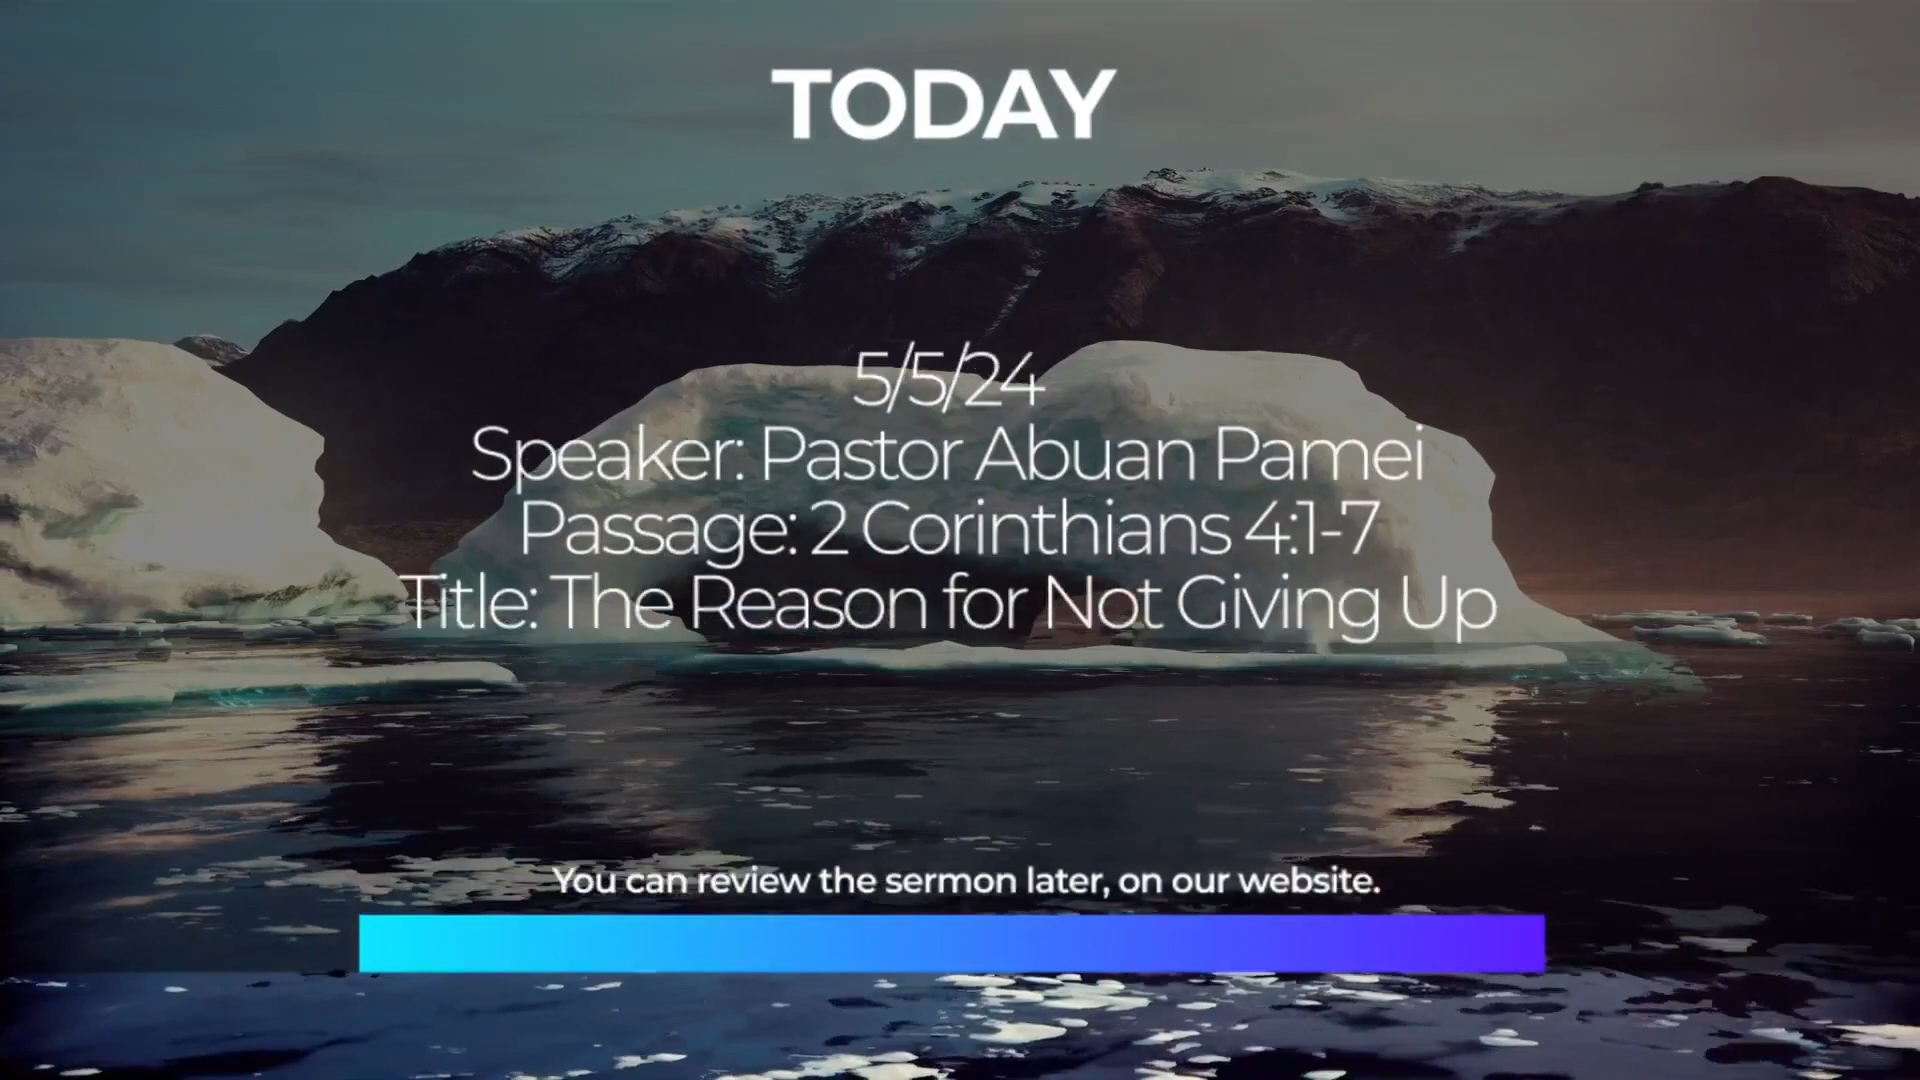 TODAY
5/5/24
Speaker: Pastor Abuan Pamei
Passage: 2 Corinthians 4:1-7
Title: The Reason for Not Giving Up
You can review the sermon later, on our website.